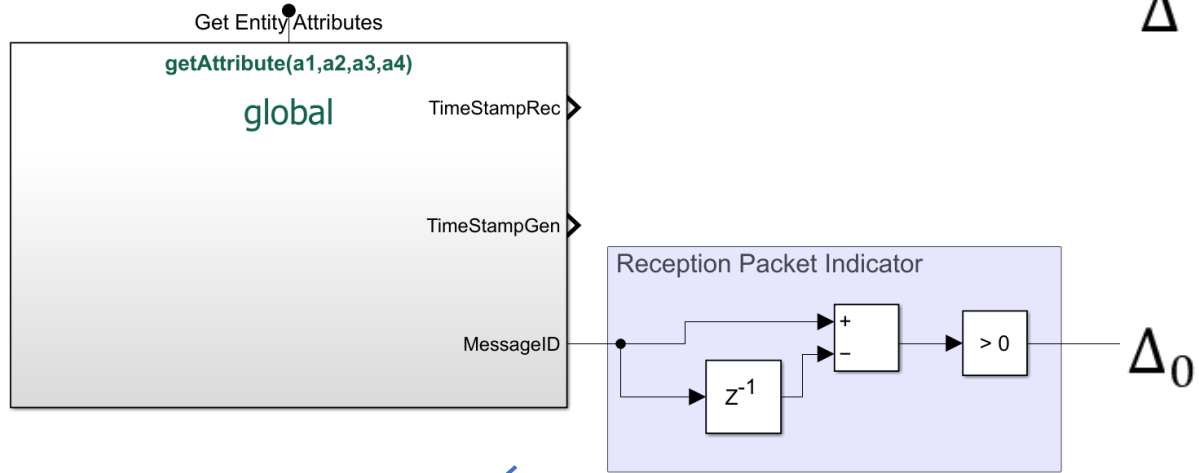 Δ
Get Entity Attributes
getAttribute(a1,a2,a3,a4)
global
TimeStampRec
TimeStampGen
Reception Packet Indicator
MessageID
+
−
z⁻¹
> 0
Δ₀